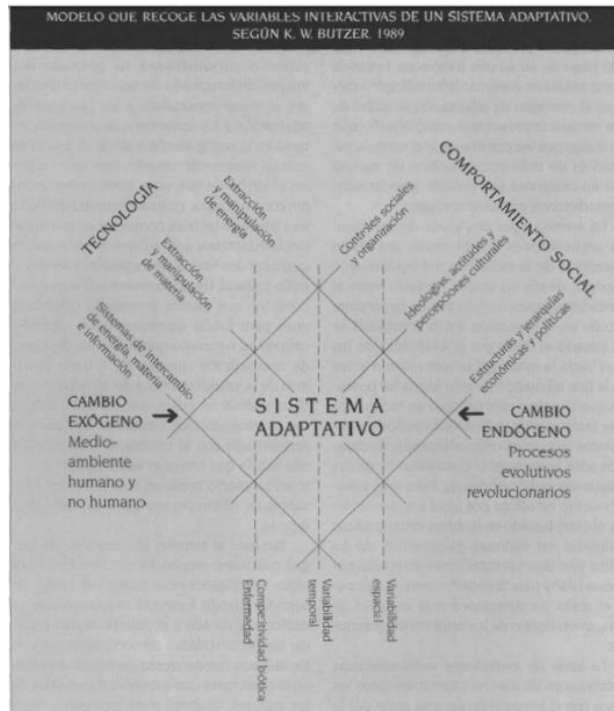 MODELO QUE RECOGE LAS VARIABLES INTERACTIVAS DE UN SISTEMA ADAPTATIVO.
SEGÚN K. W. BUTZER. 1989
TECNOLOGÍA
Extracción
y manipulación
de energía
Extracción
y manipulación
de materia
Sistemas de intercambio
de energía, materia
e información
COMPORTAMIENTO SOCIAL
Controles sociales
y organización
Ideologías, actitudes y
percepciones culturales
Estructuras y jerarquías
económicas y políticas
CAMBIO
EXÓGENO
Medio-
ambiente
humano y
no humano
SISTEMA
ADAPTATIVO
CAMBIO
ENDÓGENO
Procesos
evolutivos
revolucionarios
Competitividad biótica
Enfermedad
Variabilidad
temporal
Variabilidad
espacial